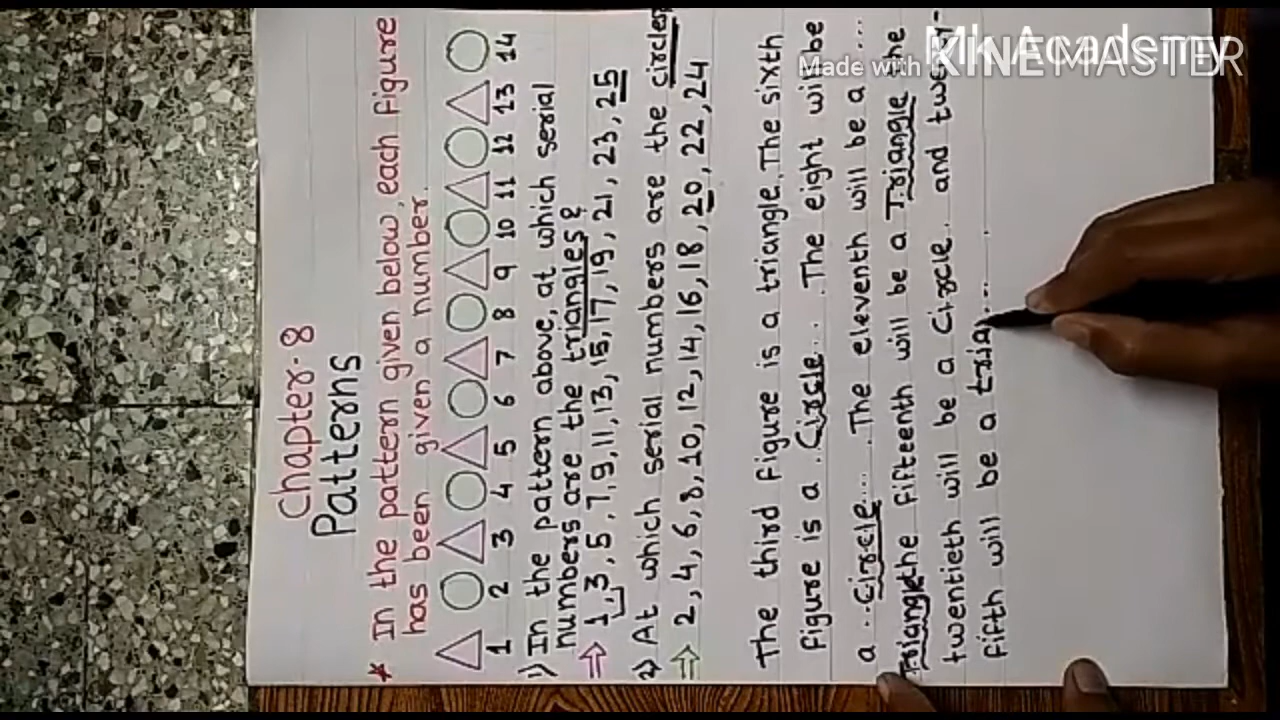 Chapter-8
Patterns
* In the pattern given below, each figure
has been given a number.
1 2 3 4 5 6 7 8 9 10 11 12 13 14
1) In the pattern above, at which serial
numbers are the triangles?
⇒ 1, 3, 5, 7, 9, 11, 13, 15, 17, 19, 21, 23, 25
2) At which serial numbers are the circles?
⇒ 2, 4, 6, 8, 10, 12, 14, 16, 18, 20, 22, 24
The third figure is a triangle. The sixth
figure is a .Circle.. . The eight will be
a ..Circle.... The eleventh will be a ...
Triangle the fifteenth will be a Triangle the
twentieth will be a Circle. and twenty-
fifth will be a
Mk Academy
Made with KINEMASTER